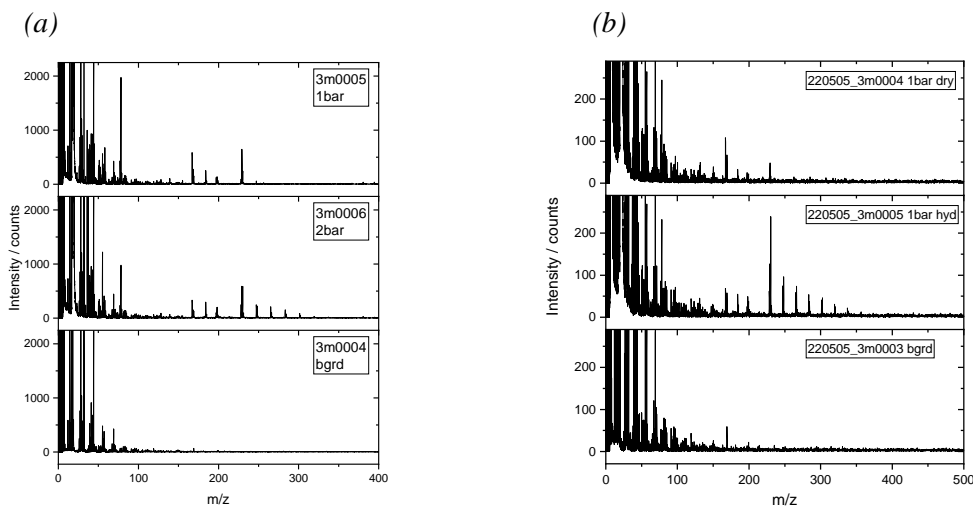 (a)
2000
1000
0
3m0005
1bar
2000
1000
0
3m0006
2bar
2000
1000
0
3m0004
bgrd
0 100 200 300 400
m/z
Intensity / counts
(b)
200
100
0
220505_3m0004 1bar dry
200
100
0
220505_3m0005 1bar hyd
200
100
0
220505_3m0003 bgrd
0 100 200 300 400 500
m/z
Intensity / counts